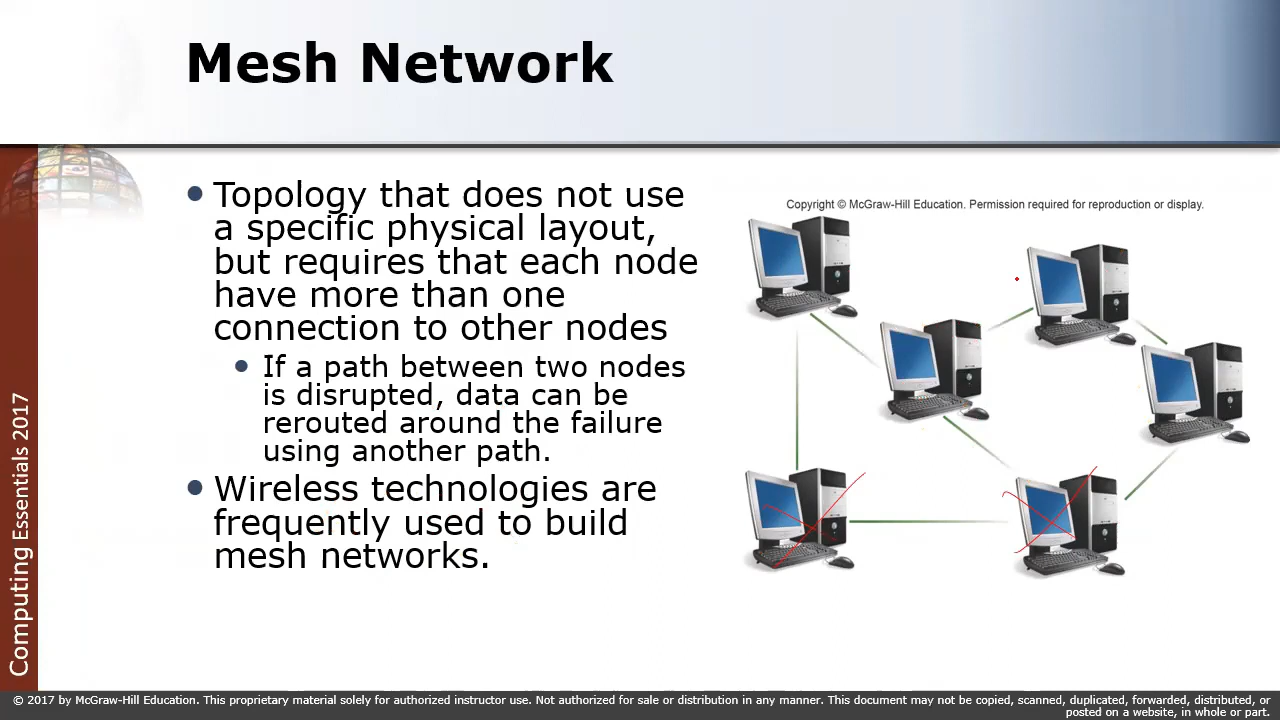 Mesh Network
Topology that does not use
a specific physical layout,
but requires that each node
have more than one
connection to other nodes
If a path between two nodes
is disrupted, data can be
rerouted around the failure
using another path.
Wireless technologies are
frequently used to build
mesh networks.
Copyright © McGraw-Hill Education. Permission required for reproduction or display.
Computing Essentials 2017
© 2017 by McGraw-Hill Education. This proprietary material solely for authorized instructor use. Not authorized for sale or distribution in any manner. This document may not be copied, scanned, duplicated, forwarded, distributed, or
posted on a website, in whole or part.